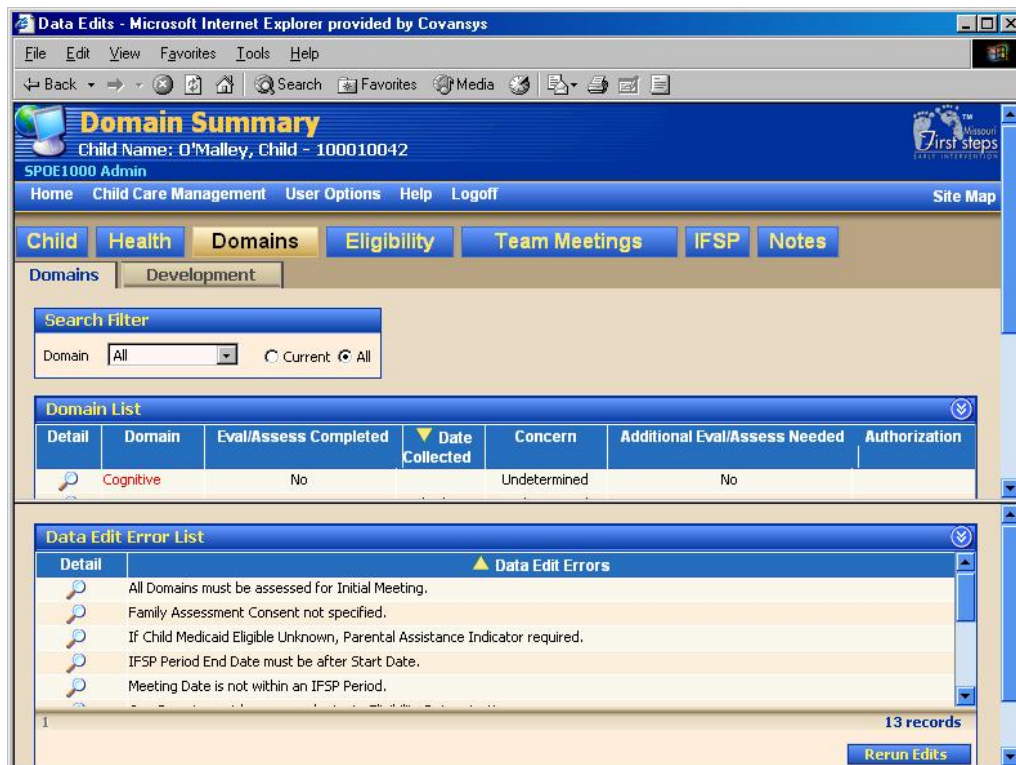 Data Edits - Microsoft Internet Explorer provided by Covansys
File Edit View Favorites Tools Help
Back Search Favorites Media
Domain Summary
Child Name: O'Malley, Child - 100010042
TM
Missouri
First steps
EARLY INTERVENTION
SPOE1000 Admin
Home Child Care Management User Options Help Logoff Site Map
Child Health Domains Eligibility Team Meetings IFSP Notes
Domains Development
Search Filter
Domain All Current All
Domain List
Detail Domain Eval/Assess Completed Date Collected Concern Additional Eval/Assess Needed Authorization
Cognitive No Undetermined No
Data Edit Error List
Detail Data Edit Errors
All Domains must be assessed for Initial Meeting.
Family Assessment Consent not specified.
If Child Medicaid Eligible Unknown, Parental Assistance Indicator required.
IFSP Period End Date must be after Start Date.
Meeting Date is not within an IFSP Period.
1 13 records
Rerun Edits